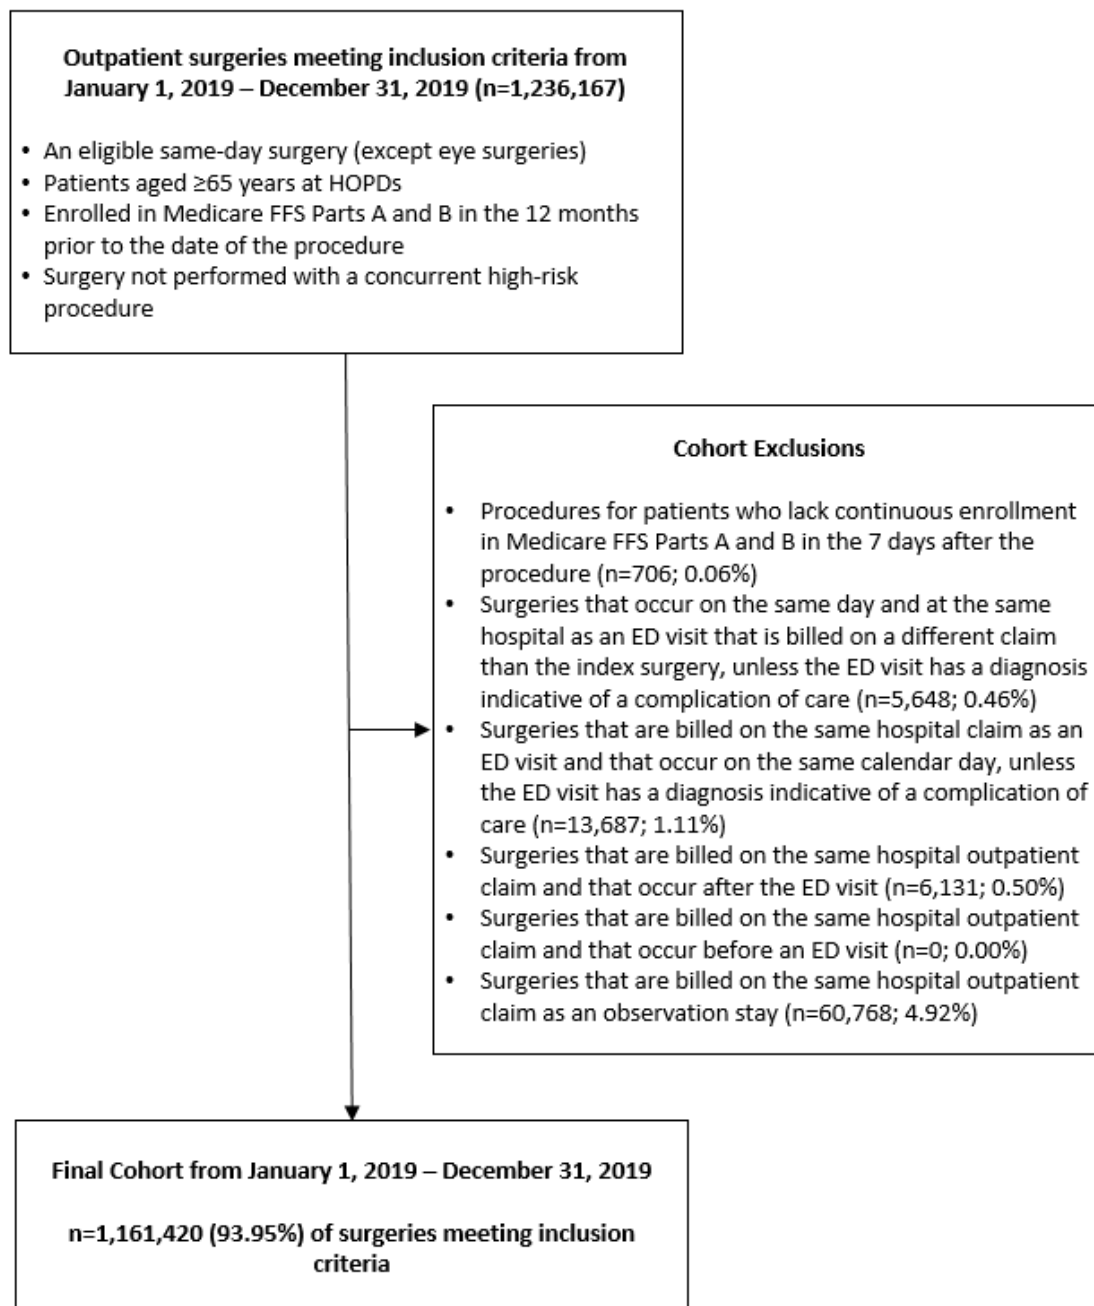 Outpatient surgeries meeting inclusion criteria from
January 1, 2019 – December 31, 2019 (n=1,236,167)
• An eligible same-day surgery (except eye surgeries)
• Patients aged ≥65 years at HOPDs
• Enrolled in Medicare FFS Parts A and B in the 12 months
prior to the date of the procedure
• Surgery not performed with a concurrent high-risk
procedure
Cohort Exclusions
• Procedures for patients who lack continuous enrollment
in Medicare FFS Parts A and B in the 7 days after the
procedure (n=706; 0.06%)
• Surgeries that occur on the same day and at the same
hospital as an ED visit that is billed on a different claim
than the index surgery, unless the ED visit has a diagnosis
indicative of a complication of care (n=5,648; 0.46%)
• Surgeries that are billed on the same hospital claim as an
ED visit and that occur on the same calendar day, unless
the ED visit has a diagnosis indicative of a complication of
care (n=13,687; 1.11%)
• Surgeries that are billed on the same hospital outpatient
claim and that occur after the ED visit (n=6,131; 0.50%)
• Surgeries that are billed on the same hospital outpatient
claim and that occur before an ED visit (n=0; 0.00%)
• Surgeries that are billed on the same hospital outpatient
claim as an observation stay (n=60,768; 4.92%)
Final Cohort from January 1, 2019 – December 31, 2019
n=1,161,420 (93.95%) of surgeries meeting inclusion
criteria